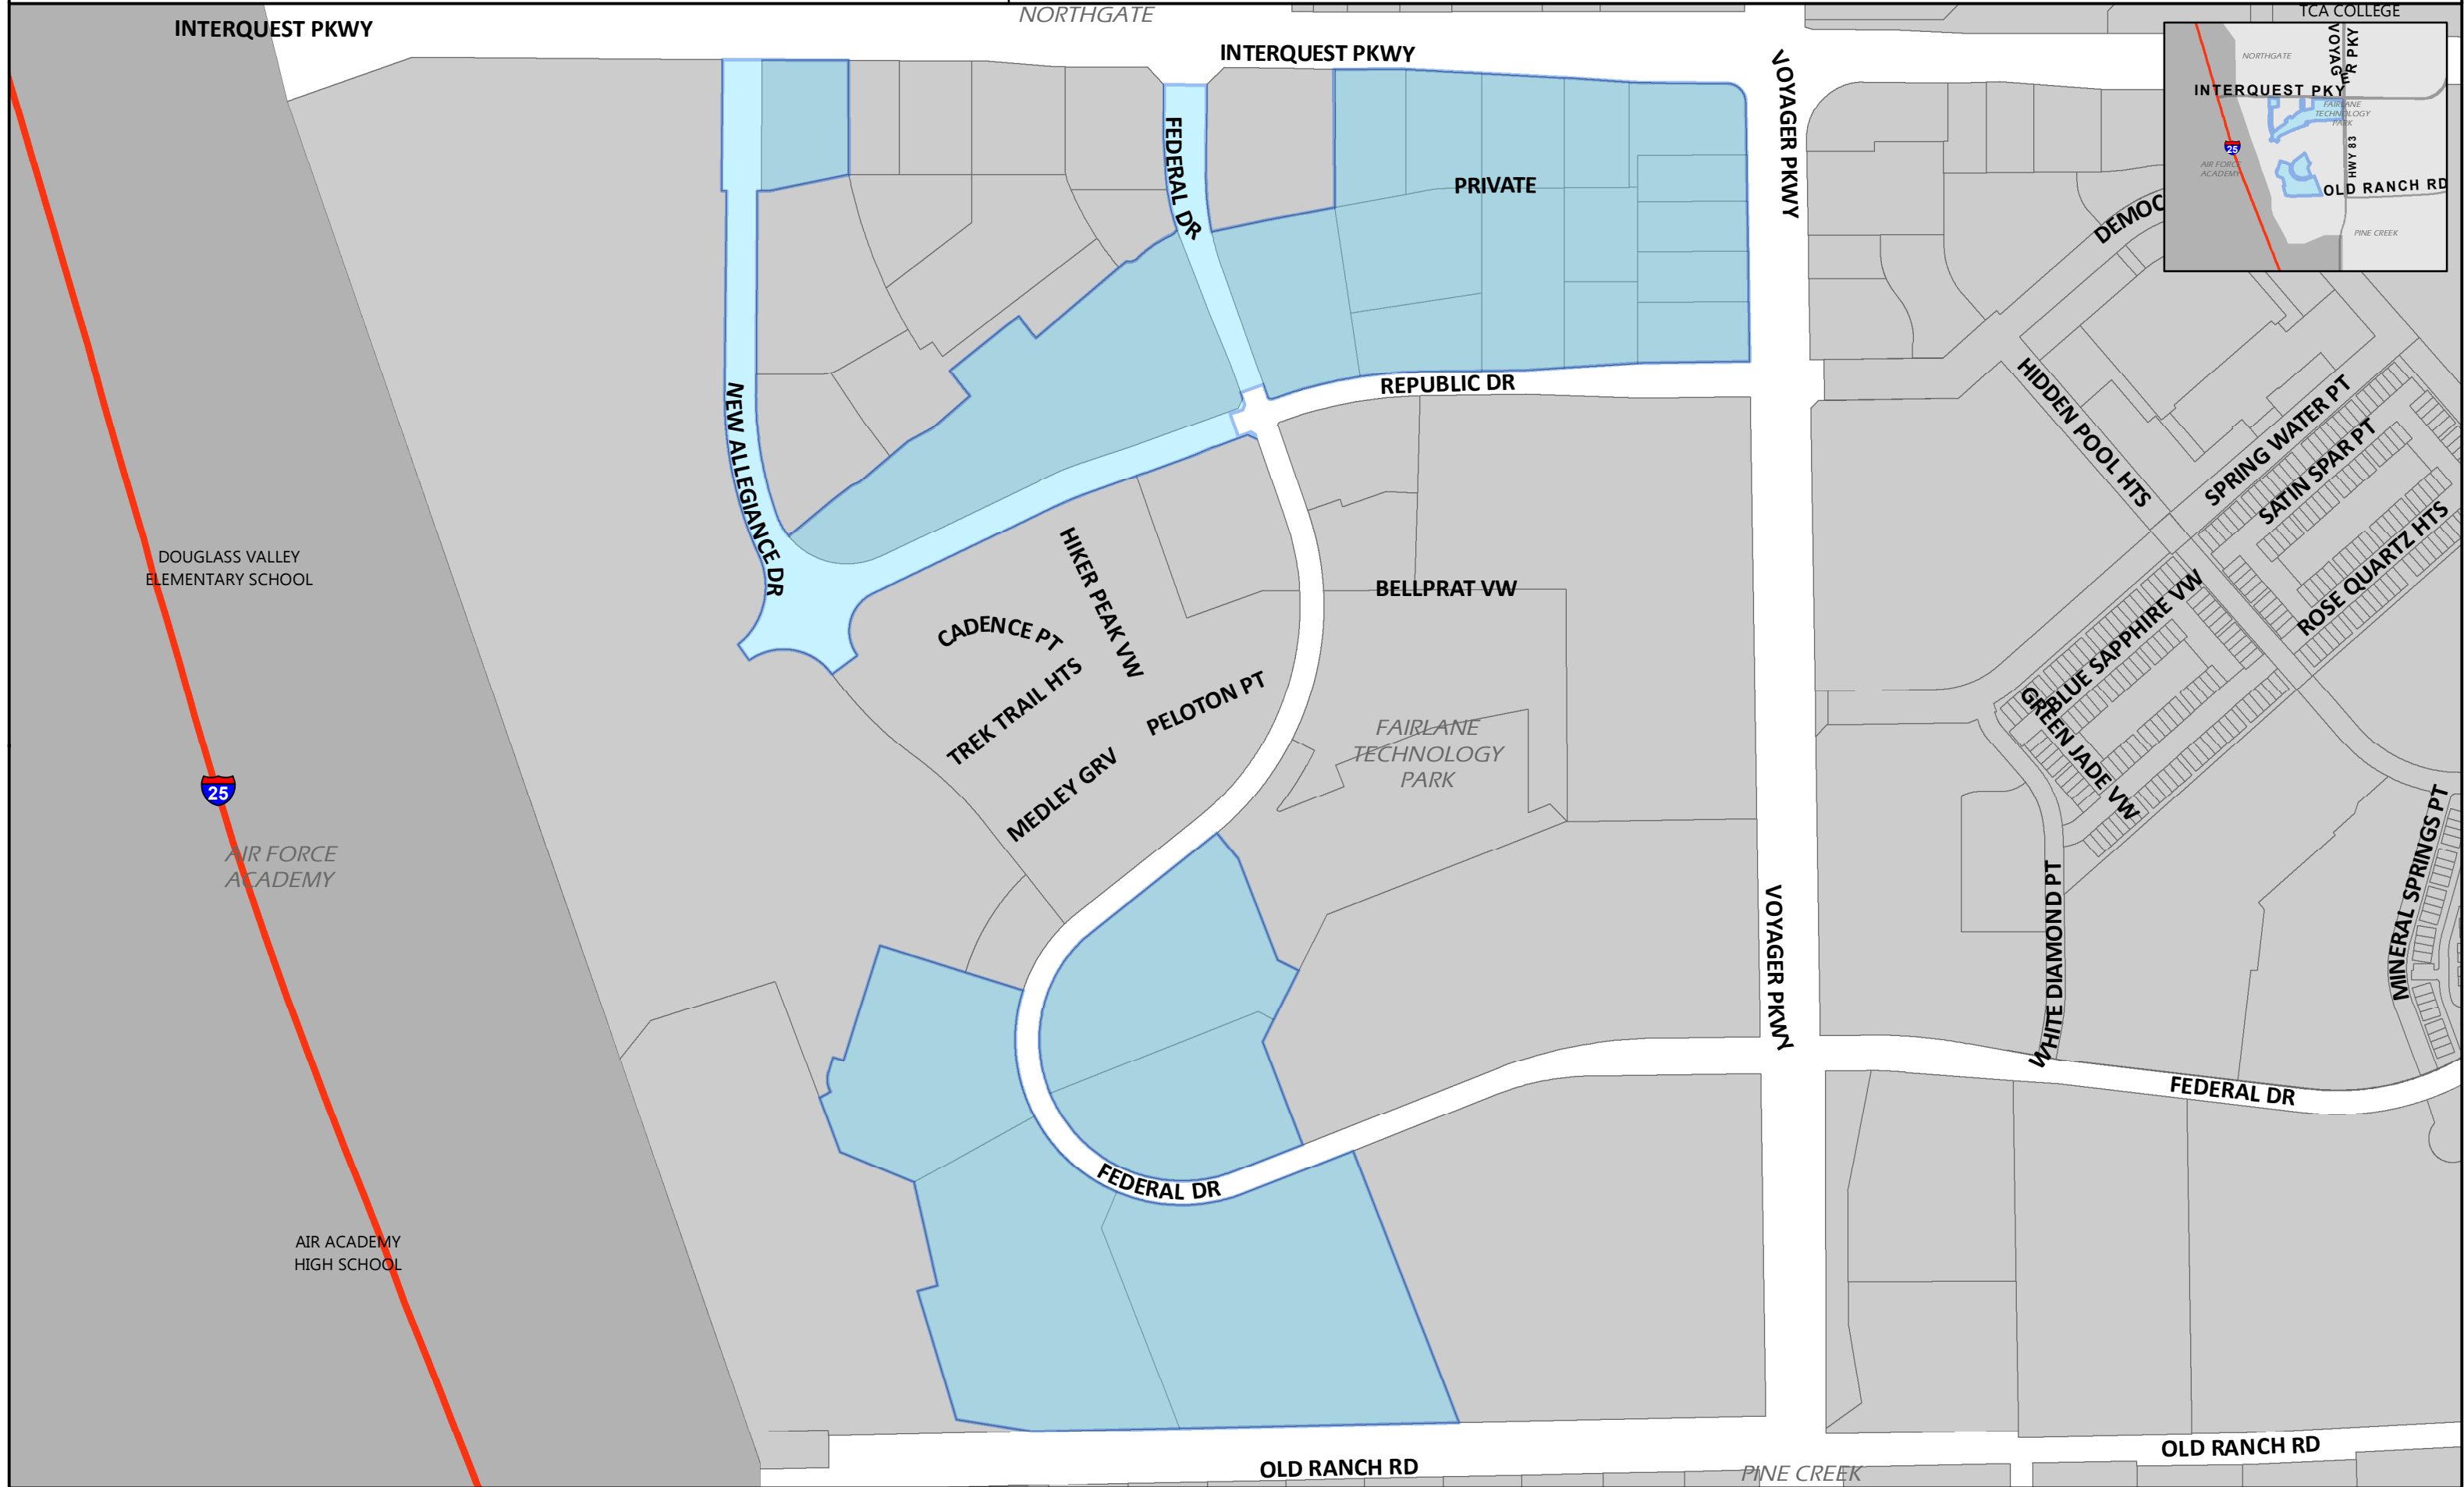 NORTHGATE
TCA COLLEGE
INTERQUEST PKWY
INTERQUEST PKWY
VOYAGER PKWY
FEDERAL DR
PRIVATE
DEMOC
VOYAG
ER PKY
NORTHGATE
INTERQUEST PKY
FAIRLANE
TECHNOLOGY
PARK
HWY 83
25
AIR FORCE
ACADEMY
OLD RANCH RD
PINE CREEK
REPUBLIC DR
NEW ALLEGIANCE DR
HIDDEN POOL HTS
SPRING WATER PT
SATIN SPAR PT
ROSE QUARTZ HTS
DOUGLASS VALLEY
ELEMENTARY SCHOOL
HIKER PEAK VW
BELLPRAT VW
CADENCE PT
TREK TRAIL HTS
PELOTON PT
MEDLEY GRV
BLUE SAPPHIRE VW
GREEN JADE VW
FAIRLANE
TECHNOLOGY
PARK
25
AIR FORCE
ACADEMY
VOYAGER PKWY
WHITE DIAMOND PT
MINERAL SPRINGS PT
FEDERAL DR
FEDERAL DR
AIR ACADEMY
HIGH SCHOOL
OLD RANCH RD
OLD RANCH RD
PINE CREEK